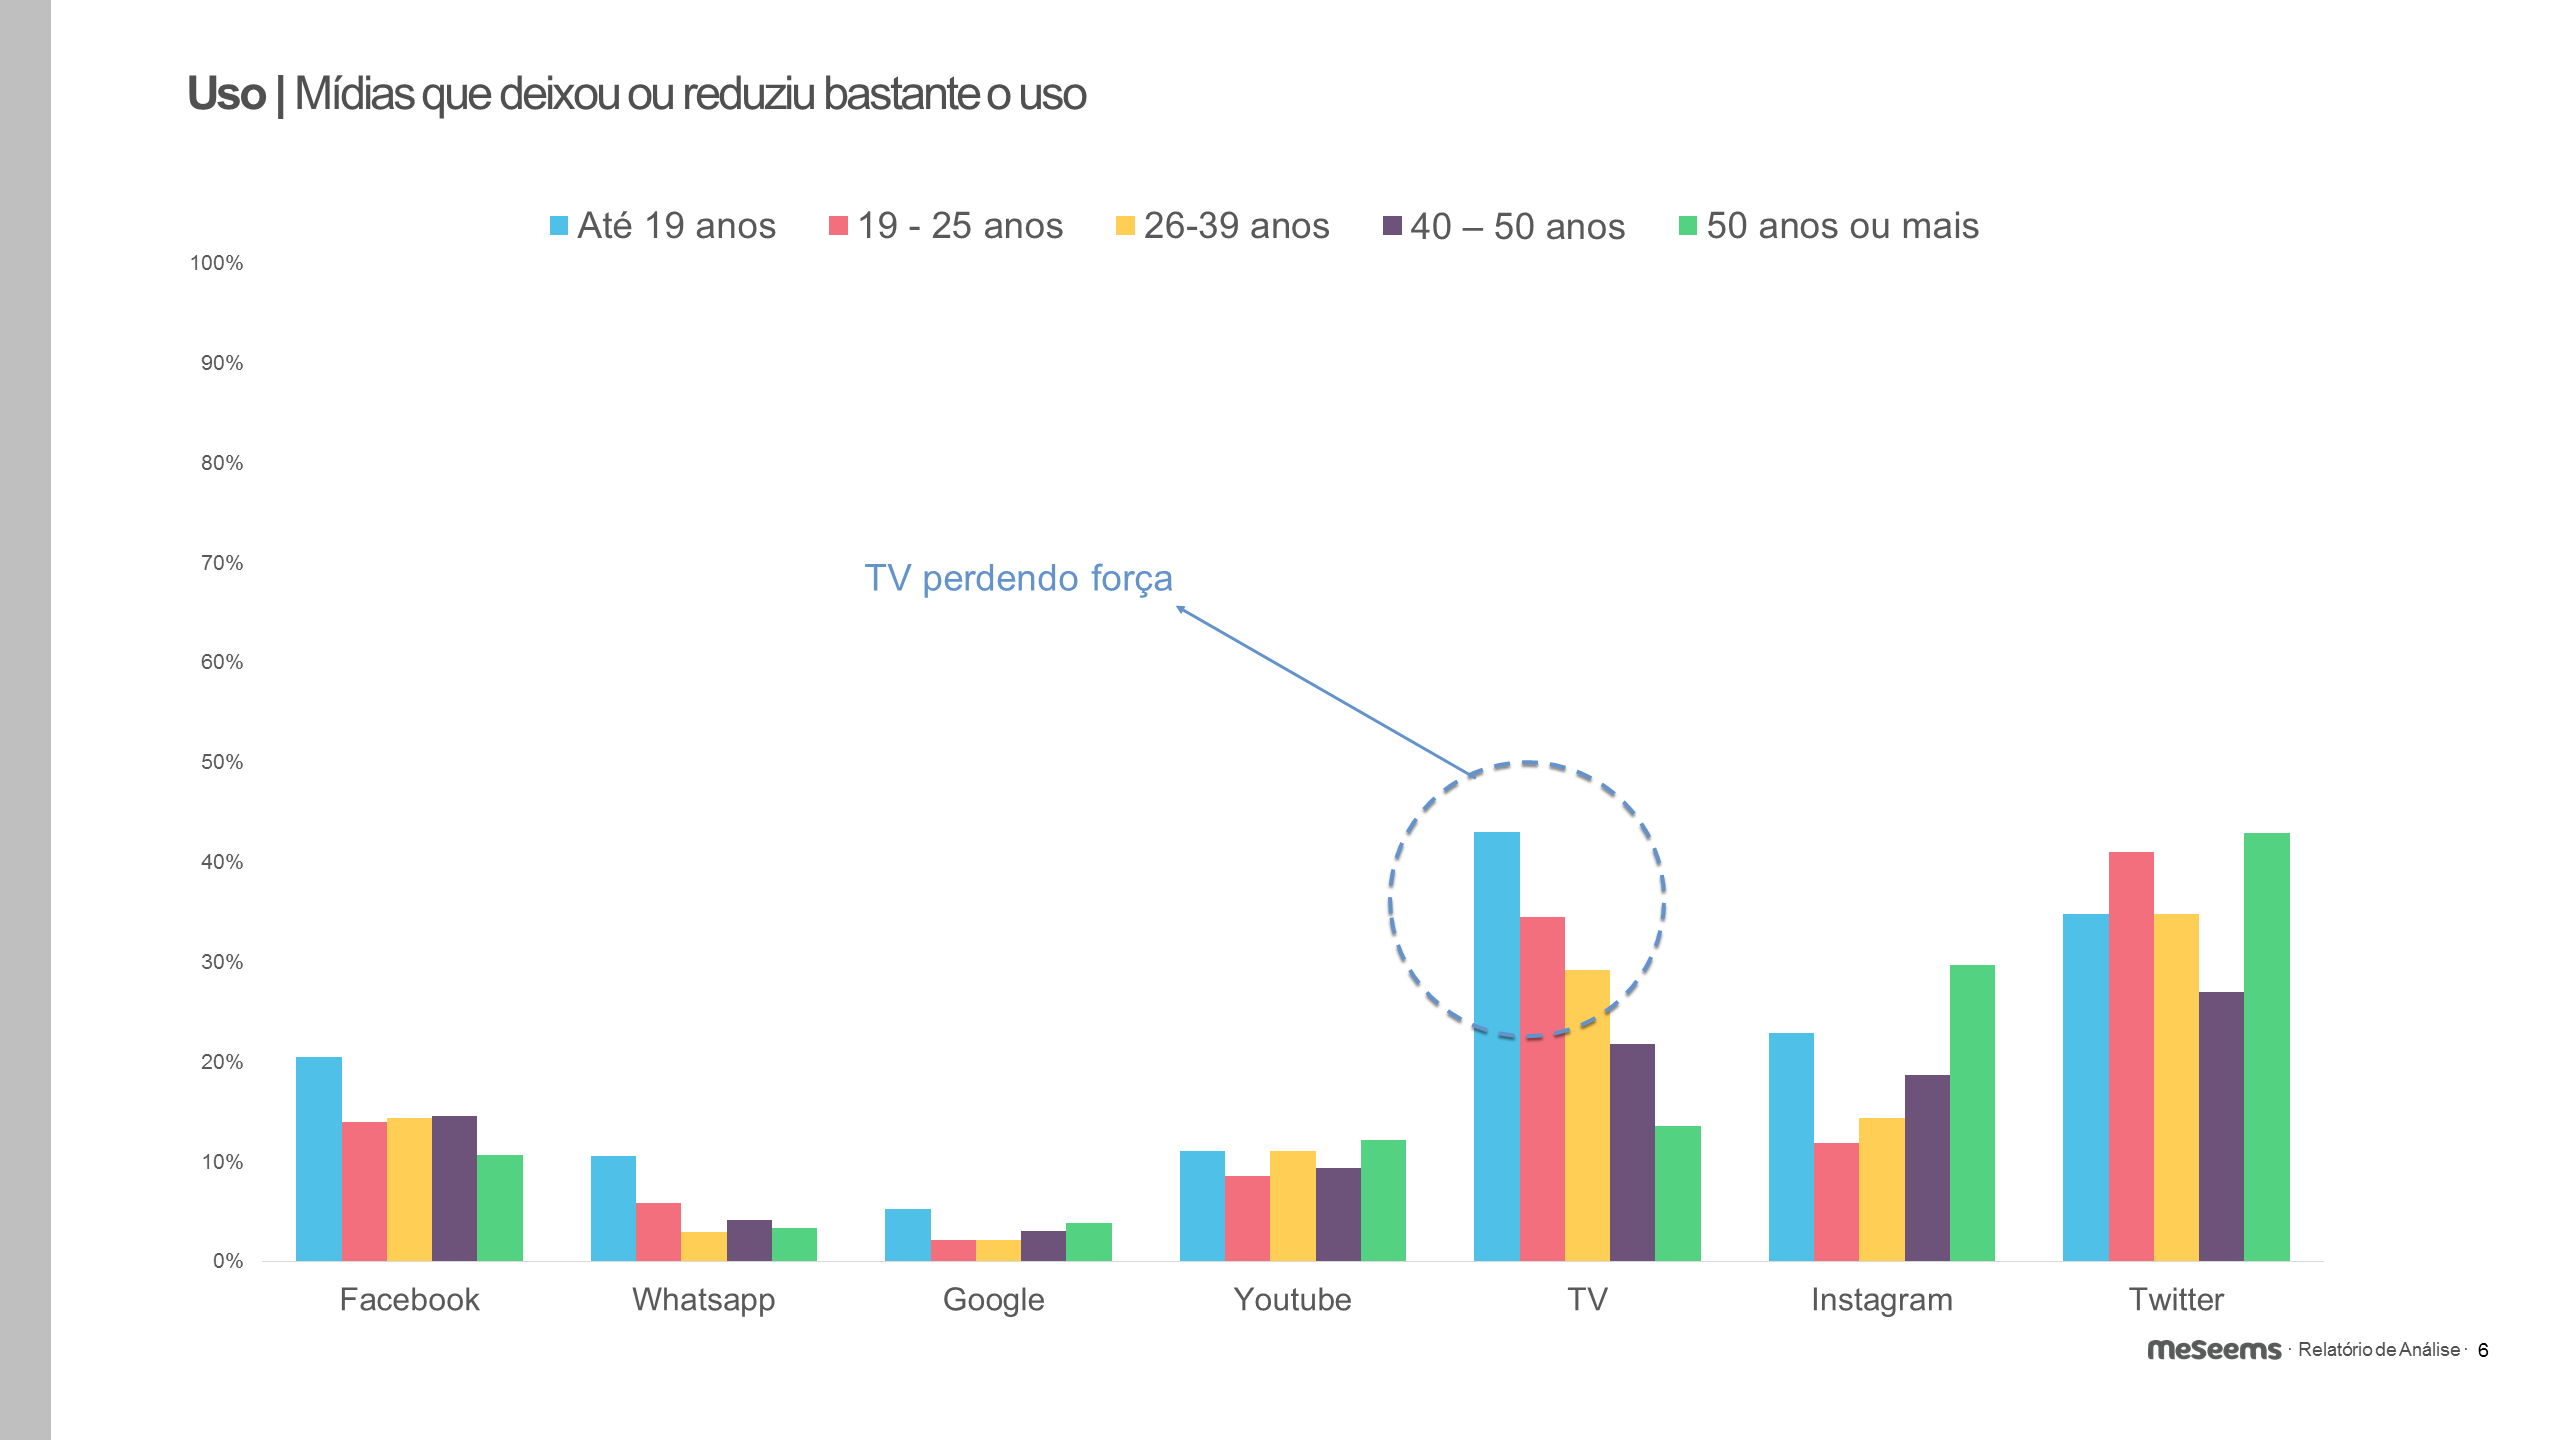 Uso | Mídias que deixou ou reduziu bastante o uso
Até 19 anos 19 - 25 anos 26-39 anos 40 – 50 anos 50 anos ou mais
100%
90%
80%
70%
TV perdendo força
60%
50%
40%
30%
20%
10%
0%
Facebook Whatsapp Google Youtube TV Instagram Twitter
meSeems · Relatório de Análise · 6